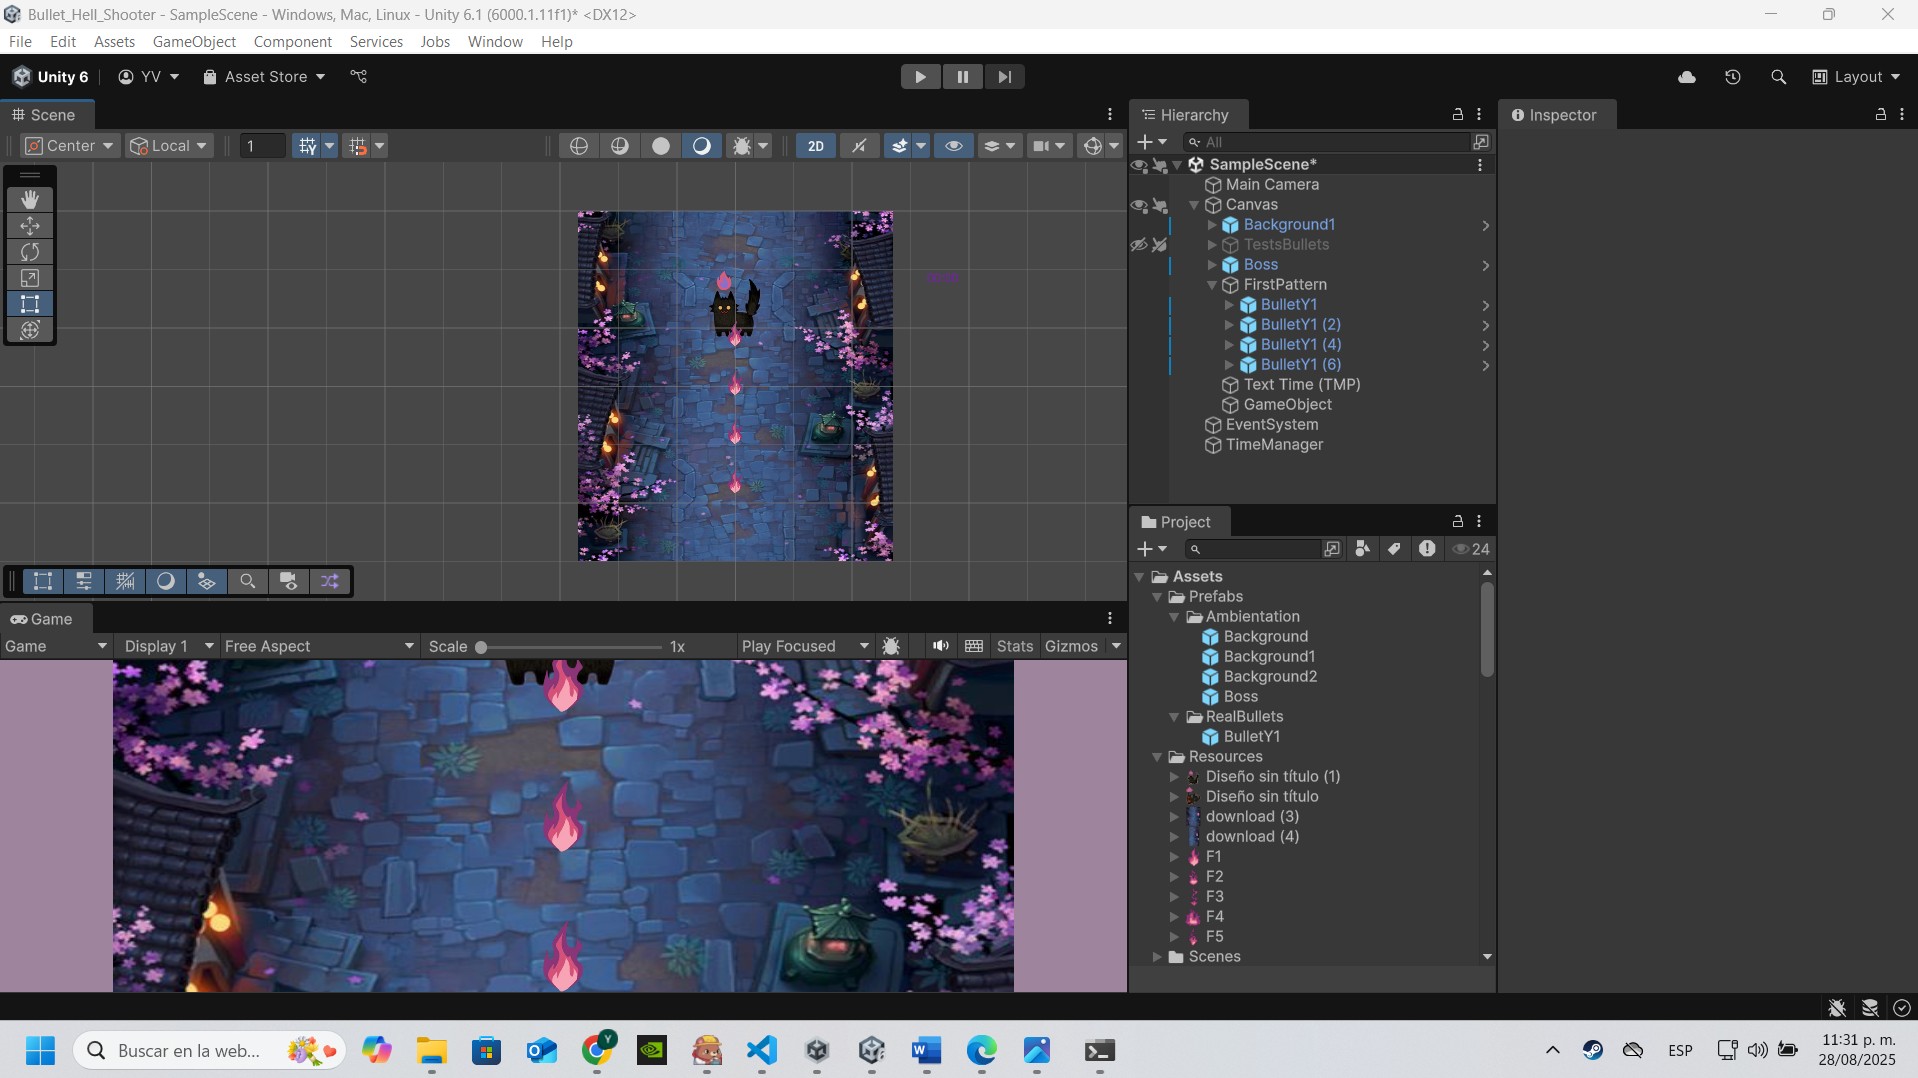 Bullet_Hell_Shooter - SampleScene - Windows, Mac, Linux - Unity 6.1 (6000.1.11f1)* <DX12>
File Edit Assets GameObject Component Services Jobs Window Help
Unity 6 YV Asset Store Layout
Scene
Center Local 1 2D
Hierarchy
All
SampleScene*
Main Camera
Canvas
Background1
TestsBullets
Boss
FirstPattern
BulletY1
BulletY1 (2)
BulletY1 (4)
BulletY1 (6)
Text Time (TMP)
GameObject
EventSystem
TimeManager
Inspector
Project
24
Assets
Prefabs
Ambientation
Background
Background1
Background2
Boss
RealBullets
BulletY1
Resources
Diseño sin título (1)
Diseño sin título
download (3)
download (4)
F1
F2
F3
F4
F5
Scenes
Game
Game Display 1 Free Aspect Scale 1x Play Focused Stats Gizmos
Buscar en la web...
ESP
11:31 p. m.
28/08/2025